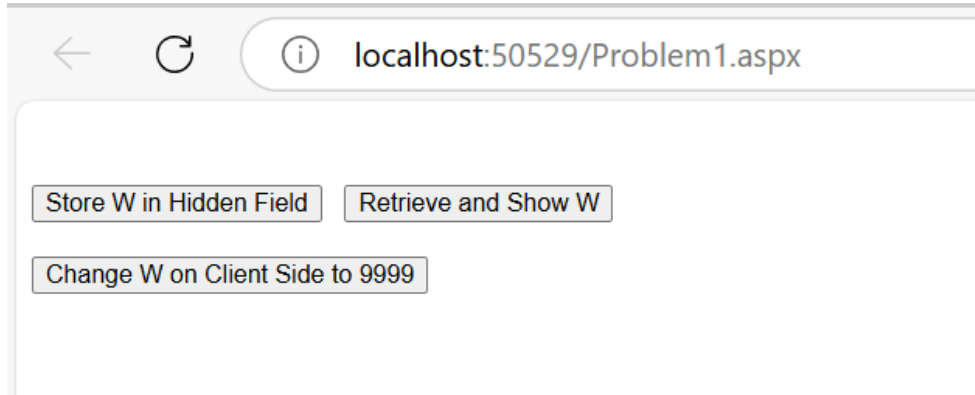 localhost:50529/Problem1.aspx
Store W in Hidden Field Retrieve and Show W
Change W on Client Side to 9999